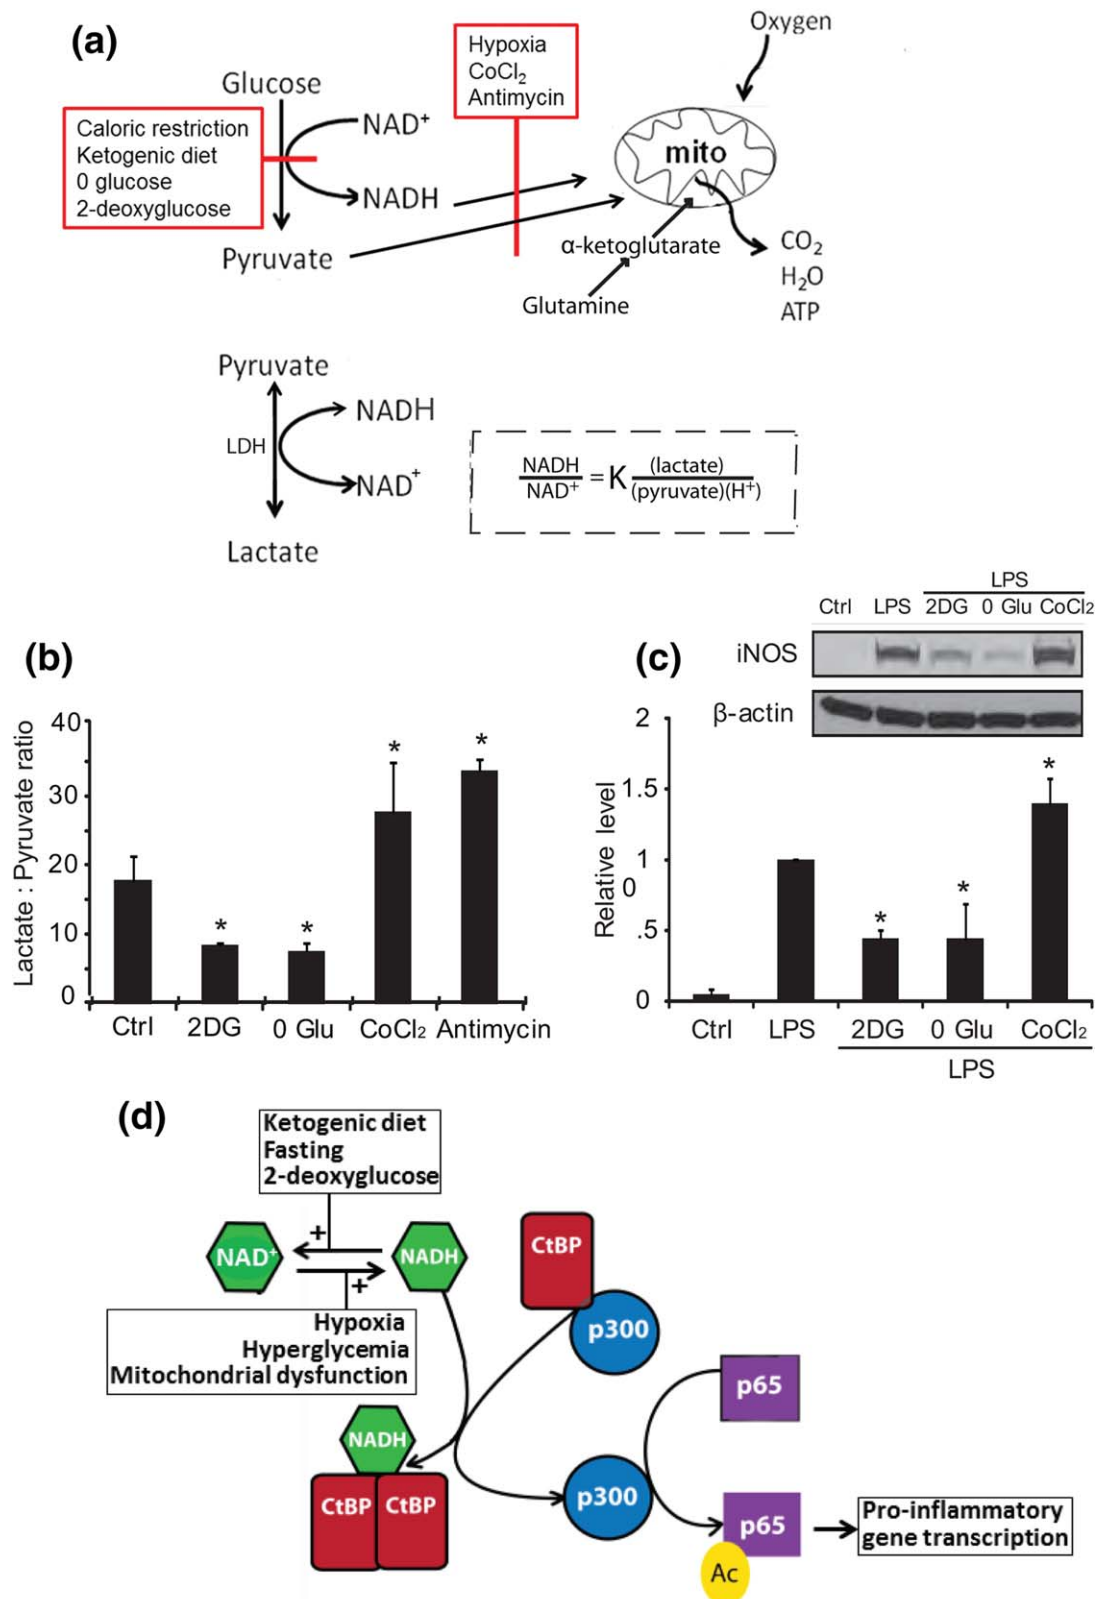 (a)
Oxygen
Hypoxia
CoCl₂
Antimycin
Glucose
Caloric restriction
Ketogenic diet
0 glucose
2-deoxyglucose
NAD⁺
NADH
mito
Pyruvate
α-ketoglutarate
Glutamine
CO₂
H₂O
ATP
Pyruvate
NADH
LDH
NAD⁺
Lactate
NADH/NAD⁺ = K (lactate)/(pyruvate)(H⁺)
(b)
Lactate : Pyruvate ratio
40
30
20
10
0
* * * *
Ctrl 2DG 0 Glu CoCl₂ Antimycin
(c)
LPS
Ctrl LPS 2DG 0 Glu CoCl₂
iNOS
β-actin
Relative level
2
1.5
1
0
.5
0
* * *
Ctrl LPS 2DG 0 Glu CoCl₂
LPS
(d)
Ketogenic diet
Fasting
2-deoxyglucose
+
NAD⁺ NADH
+
Hypoxia
Hyperglycemia
Mitochondrial dysfunction
CtBP
p300
p65
NADH
CtBP CtBP
p300
p65
Ac
Pro-inflammatory
gene transcription